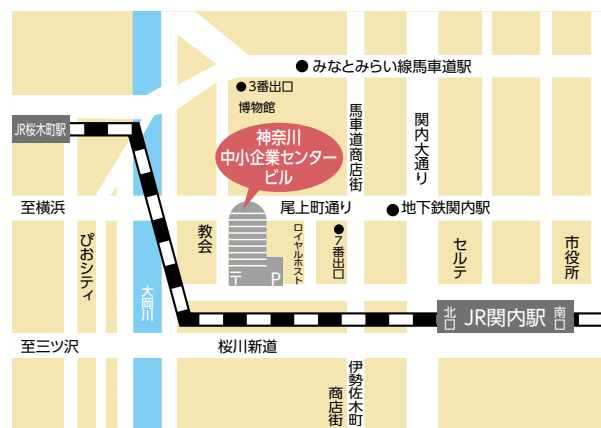 みなとみらい線馬車道駅
3番出口
博物館
JR桜木町駅
神奈川
中小企業センター
ビル
馬車道商店街
関内大通り
至横浜
尾上町通り
地下鉄関内駅
ぴおシティ
教会
ロイヤルホスト
7番出口
セルテ
市役所
大岡川
〒
P
北口
JR関内駅
南口
至三ツ沢
桜川新道
伊勢佐木町
商店街